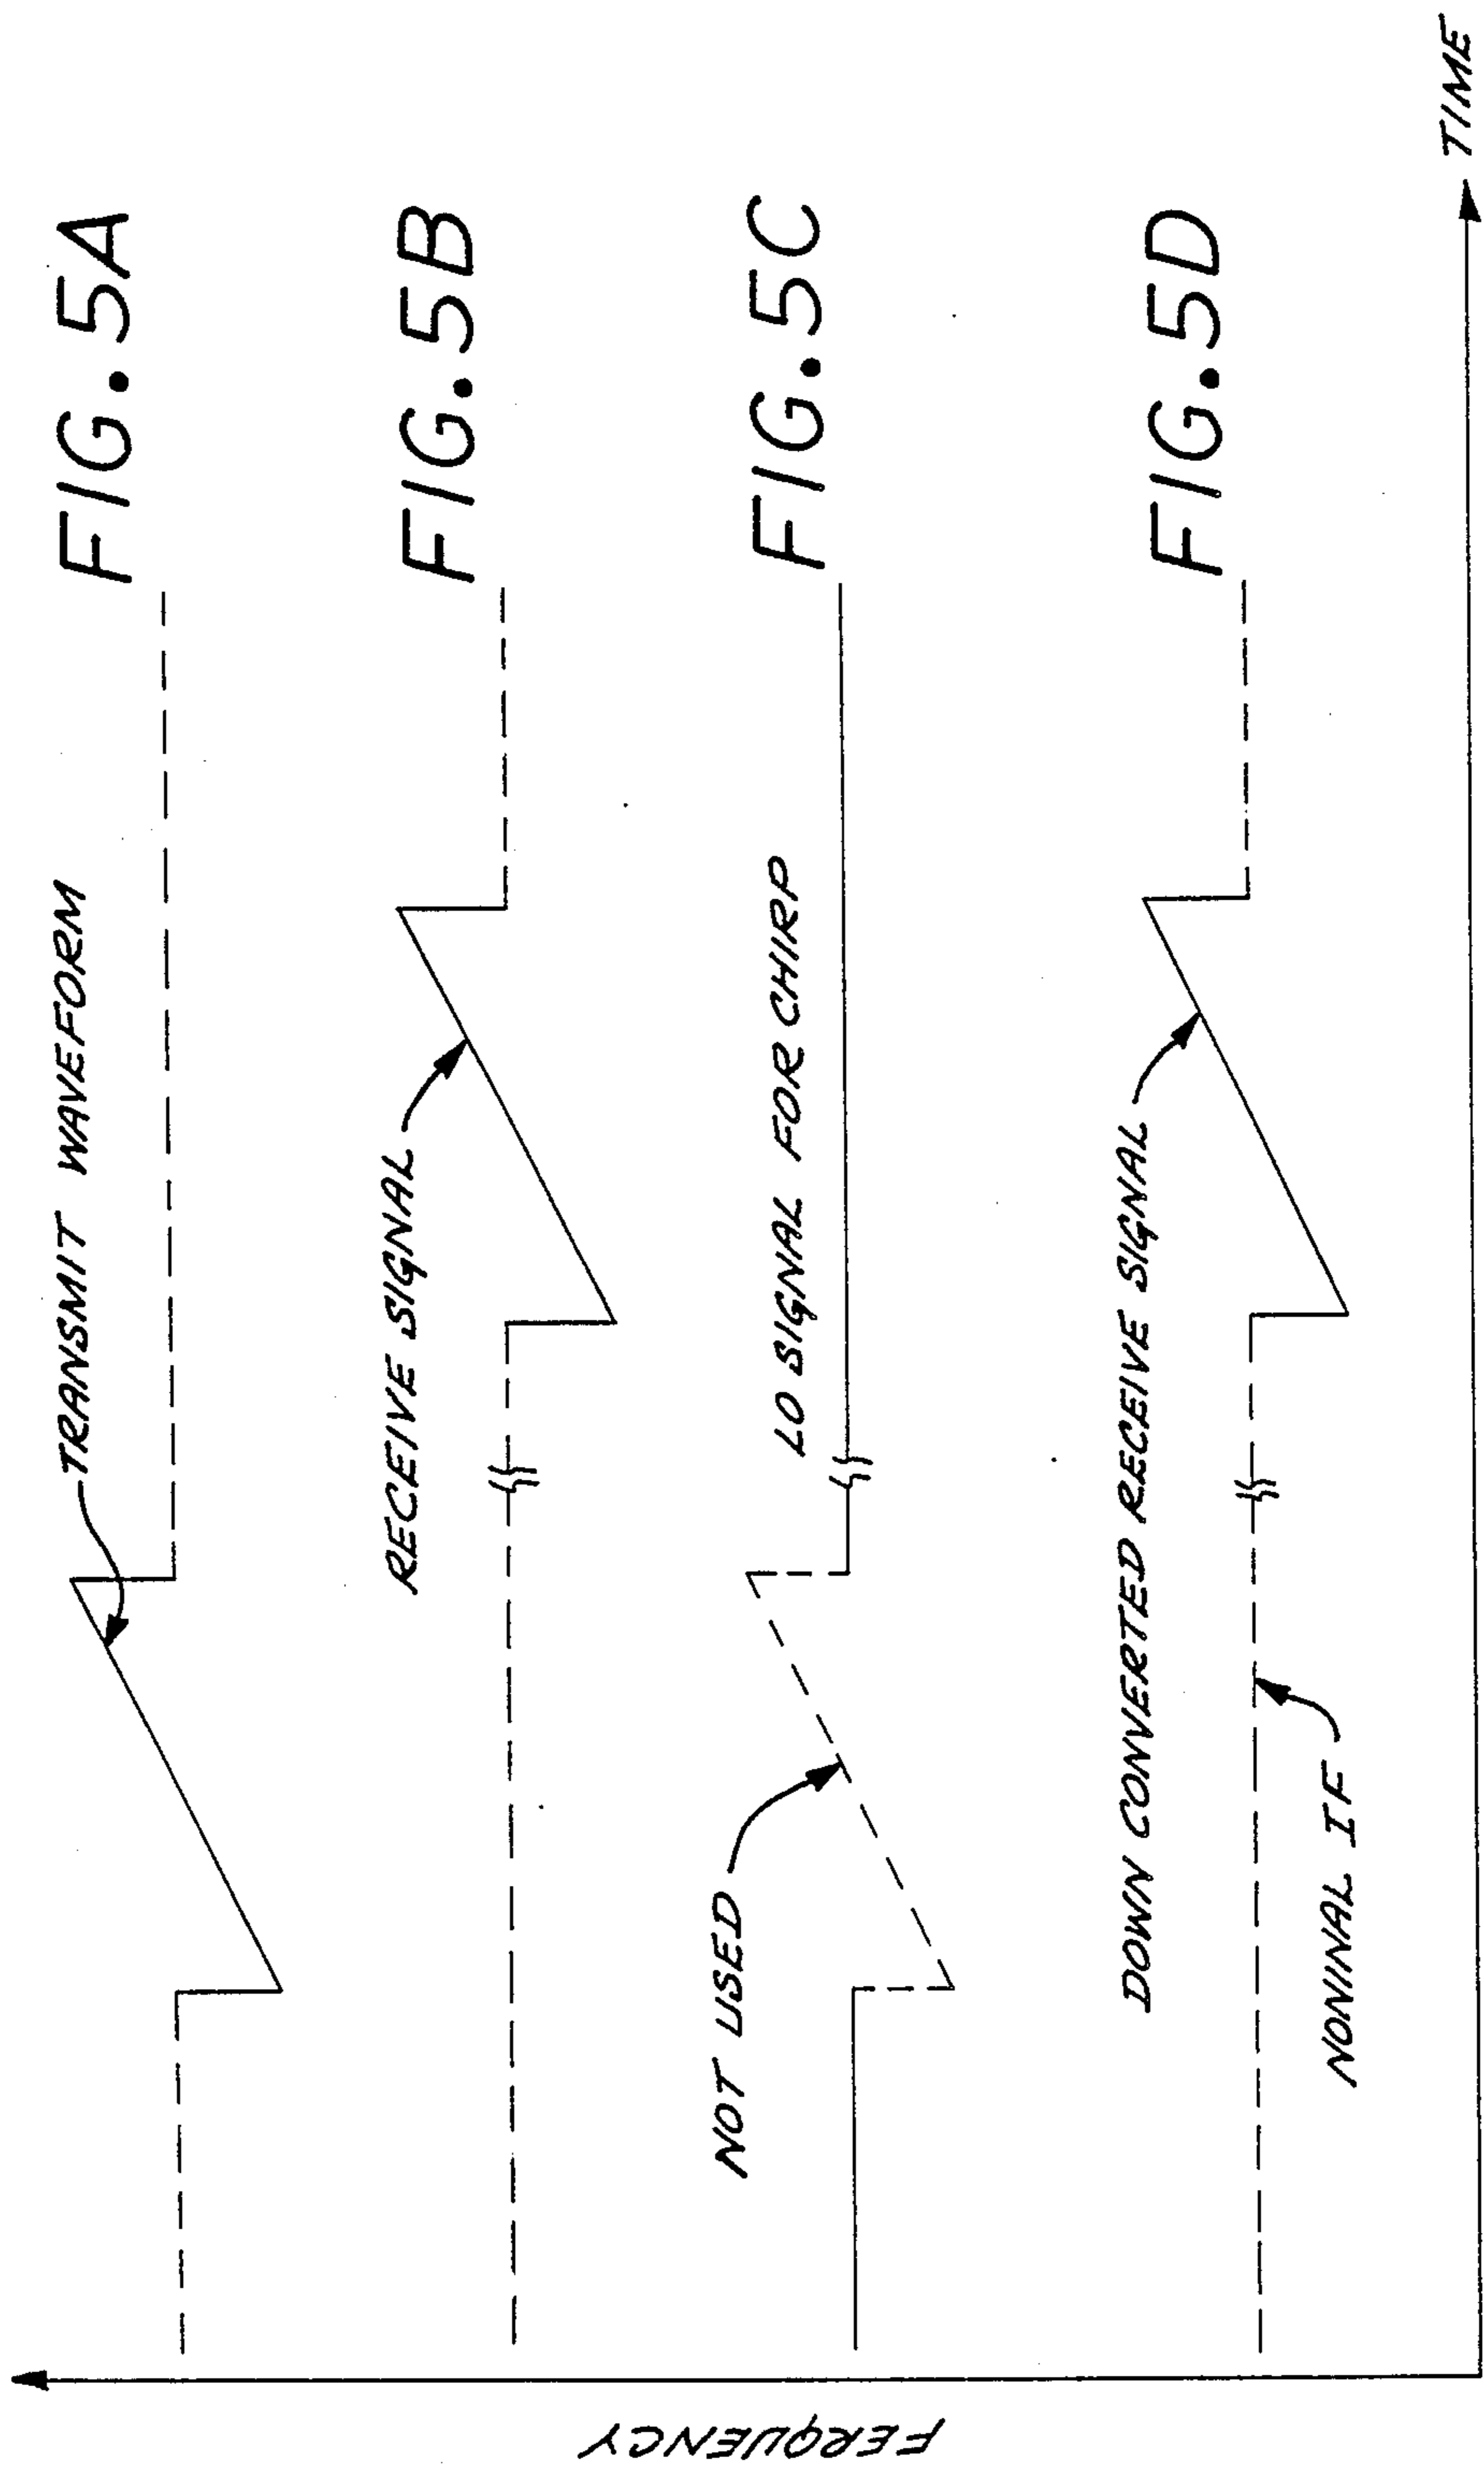 TRANSMIT WAVEFORM
FIG. 5A
RECEIVE SIGNAL
FIG. 5B
NOT USED
LO SIGNAL FOR CHIRP
FIG. 5C
DOWN CONVERTED RECEIVE SIGNAL
FIG. 5D
NONINAL IF
FERQUENCY
TIME